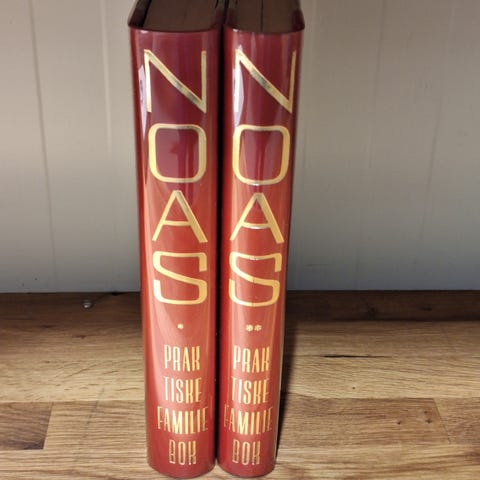 NOAS
*
PRAK
TISKE
FAMILIE
BOK
NOAS
**
PRAK
TISKE
FAMILIE
BOK